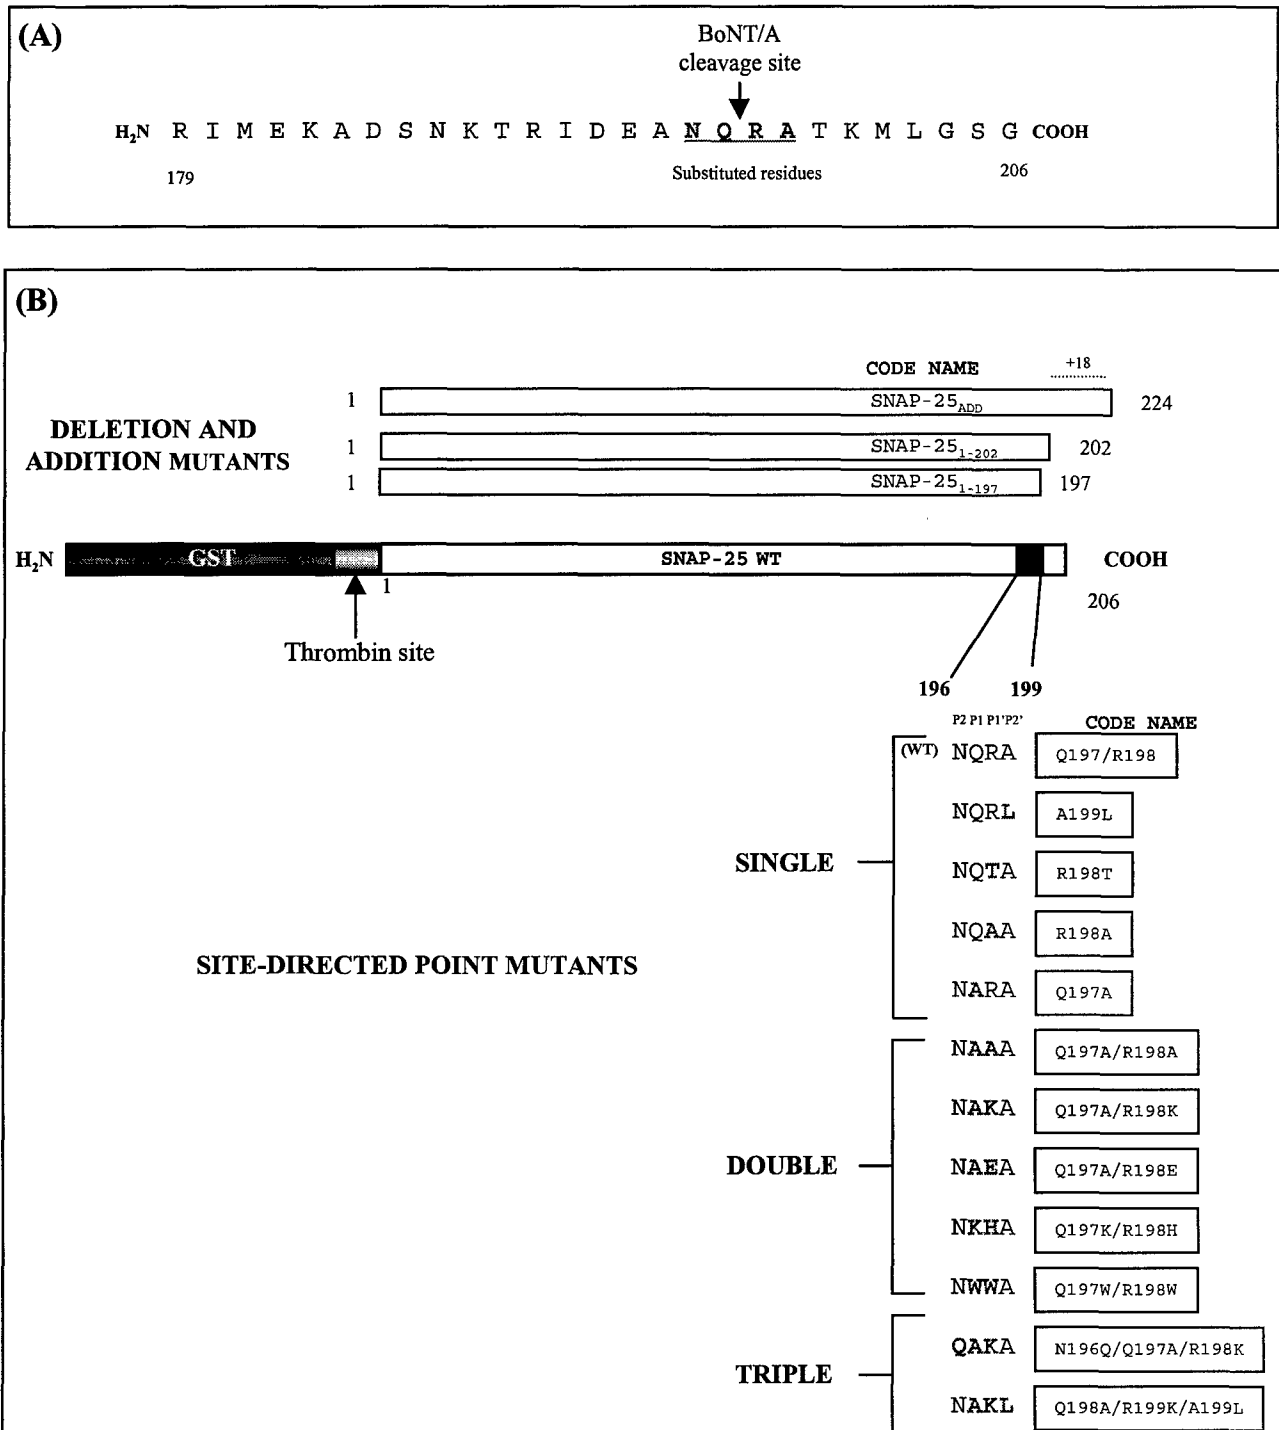 (A)
BoNT/A
cleavage site
H2N R I M E K A D S N K T R I D E A N Q R A T K M L G S G COOH
179
Substituted residues
206
(B)
CODE NAME
+18
DELETION AND
ADDITION MUTANTS
1 SNAP-25ADD 224
1 SNAP-251-202 202
1 SNAP-251-197 197
H2N GST SNAP-25 WT COOH
1
206
Thrombin site
196 199
P2 P1 P1'P2' CODE NAME
(WT) NQRA Q197/R198
NQRL A199L
SINGLE
NQTA R198T
NQAA R198A
SITE-DIRECTED POINT MUTANTS
NARA Q197A
NAAA Q197A/R198A
NAKA Q197A/R198K
DOUBLE
NAEA Q197A/R198E
NKHA Q197K/R198H
NWWA Q197W/R198W
QAKA N196Q/Q197A/R198K
TRIPLE
NAKL Q198A/R199K/A199L